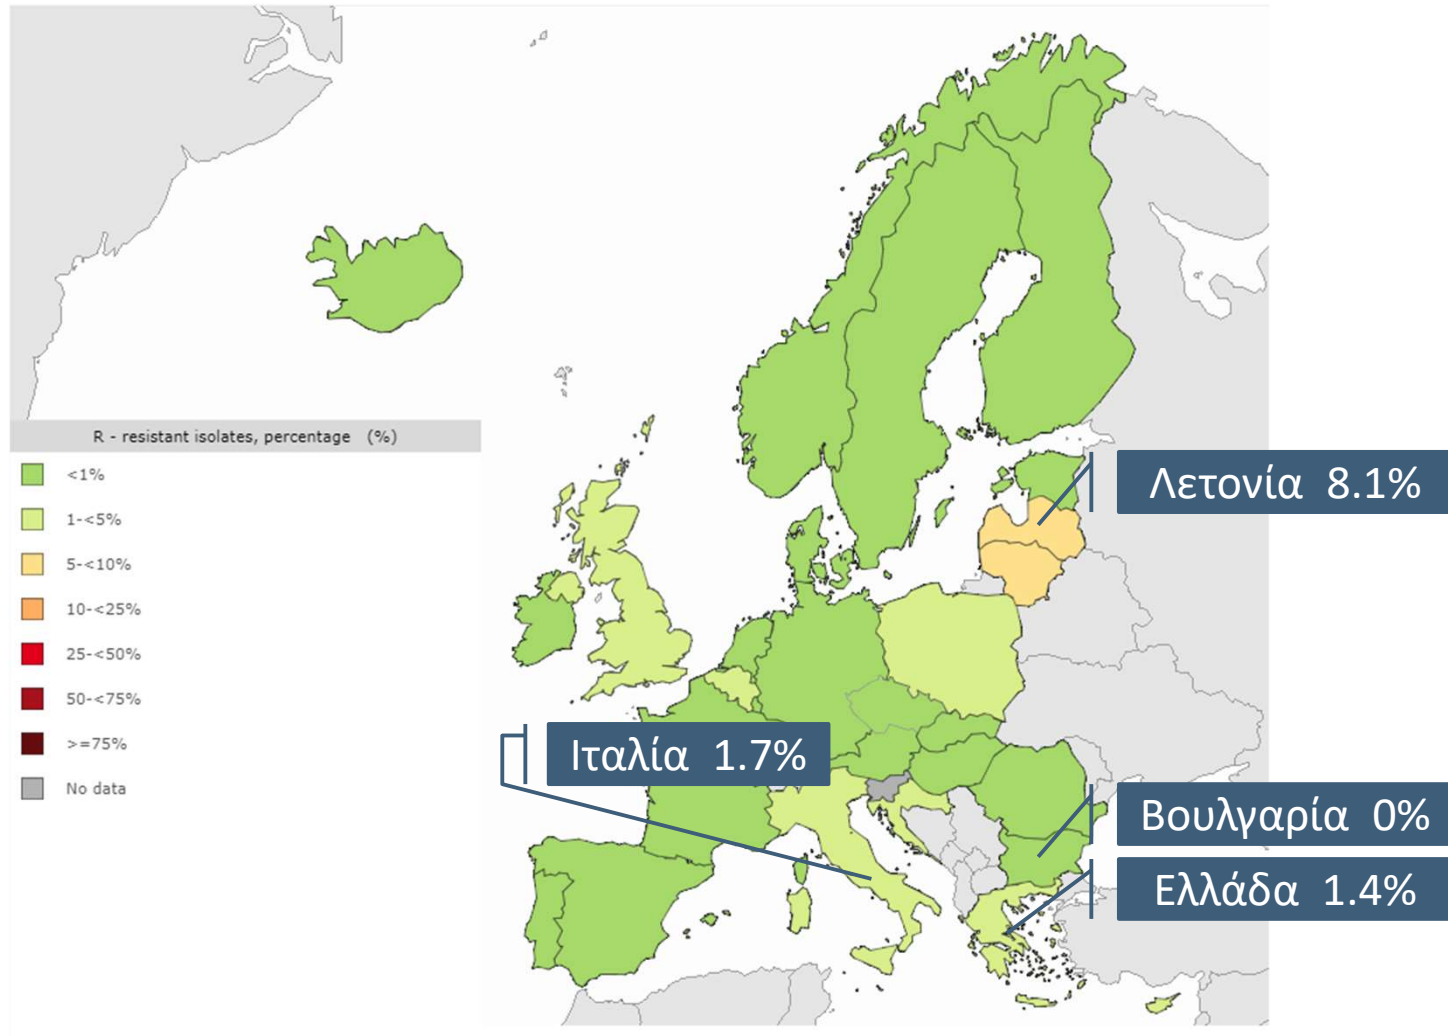 R - resistant isolates, percentage (%)
<1%
1-<5%
5-<10%
10-<25%
25-<50%
50-<75%
>=75%
No data
Λετονία 8.1%
Ιταλία 1.7%
Βουλγαρία 0%
Ελλάδα 1.4%